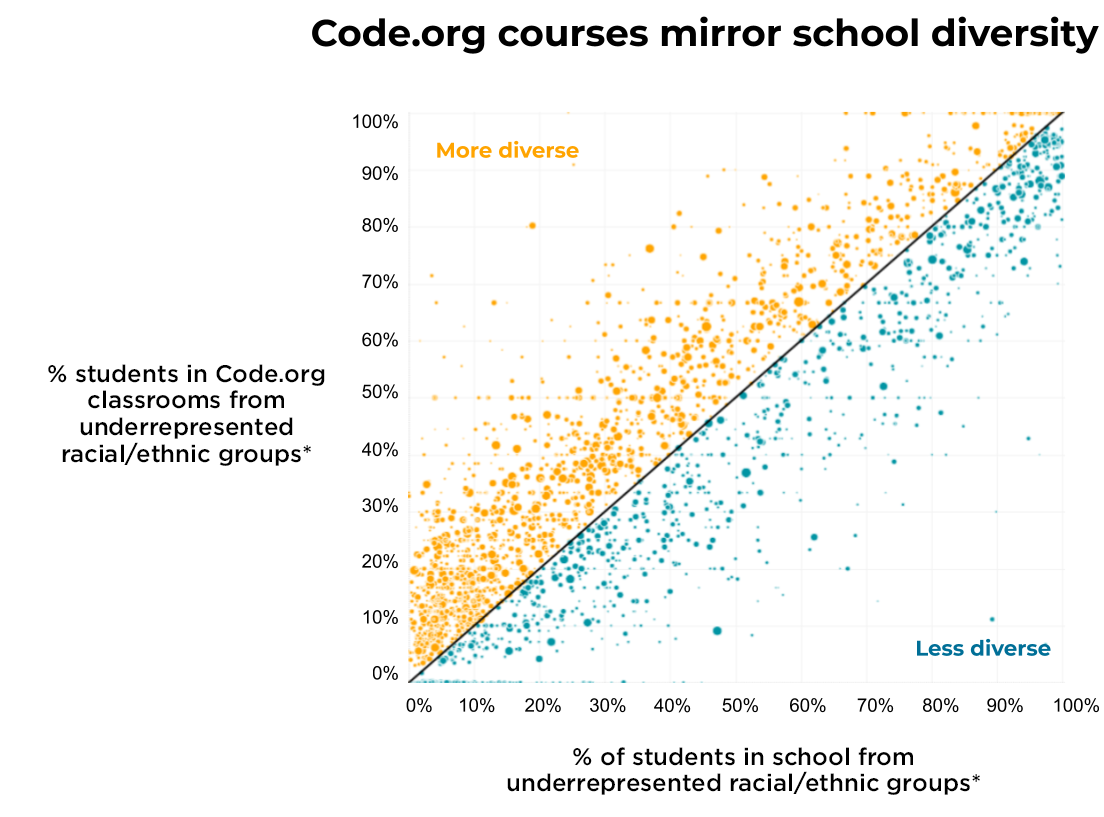 Code.org courses mirror school diversity
100%
More diverse
90%
80%
70%
60%
% students in Code.org
classrooms from
underrepresented
racial/ethnic groups*
50%
40%
30%
20%
10%
Less diverse
0%
0% 10% 20% 30% 40% 50% 60% 70% 80% 90% 100%
% of students in school from
underrepresented racial/ethnic groups*